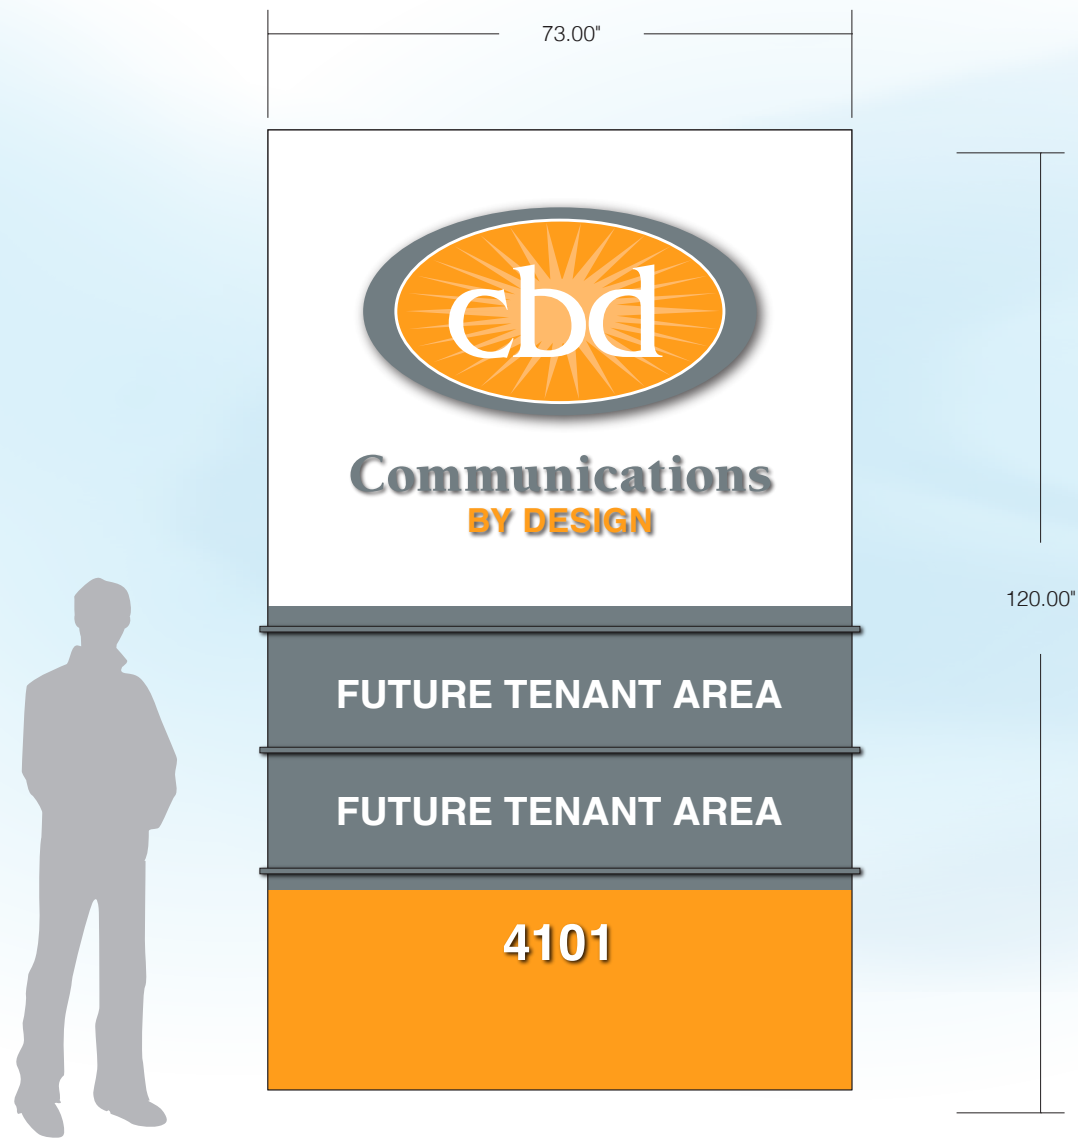 73.00"
cbd
Communications
BY DESIGN
120.00"
FUTURE TENANT AREA
FUTURE TENANT AREA
4101